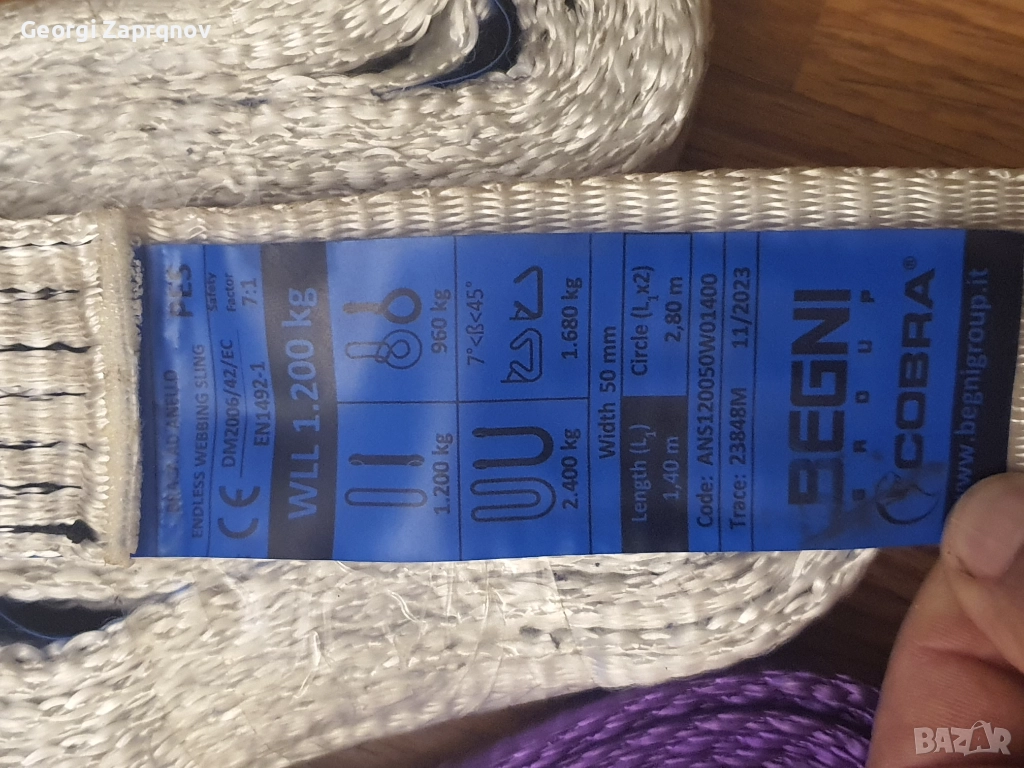 Georgi Zaprqnov
PES
ENDLESS WEBBING SLING
Safety
DM2006/42/EC
Factor
CE
EN1492-1
7:1
WLL 1.200 kg
1.200 kg
960 kg
7°<ß<45°
2.400 kg
1.680 kg
Width 50 mm
Length (L1)
Circle (L1x2)
1,40 m
2,80 m
Code: ANS120050W01400
Trace: 23848M
11/2023
BEGNI
GROUP
COBRA®
www.begnigroup.it
BAZAR